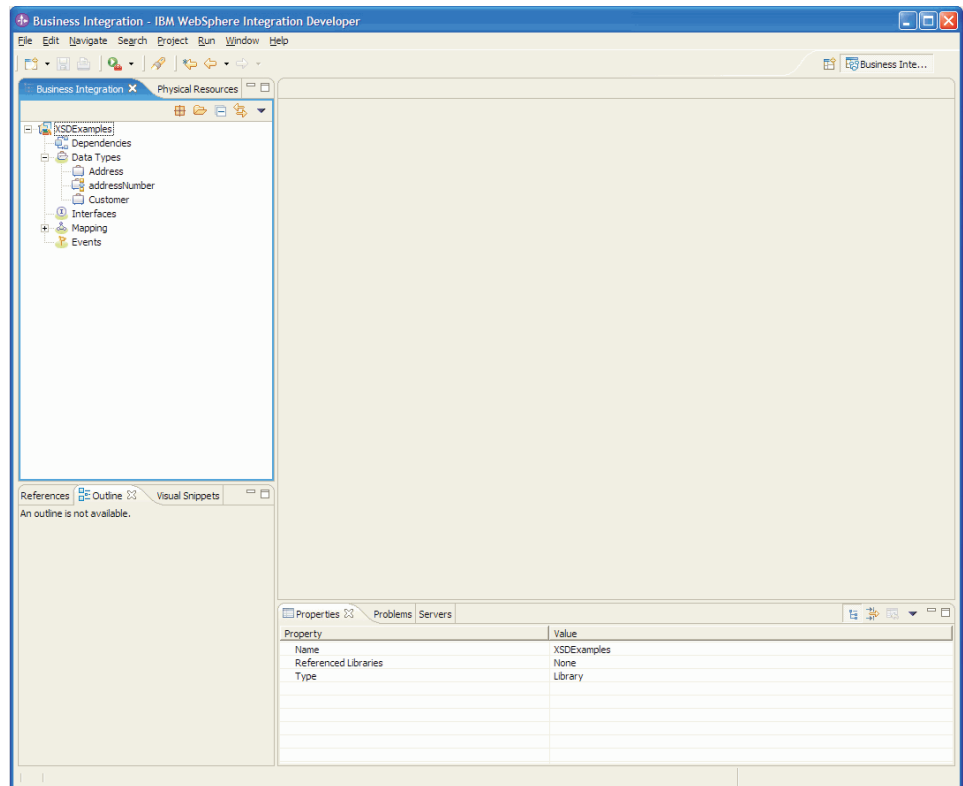 Business Integration - IBM WebSphere Integration Developer
File Edit Navigate Search Project Run Window Help
Business Inte...
Business Integration Physical Resources
XSDExamples
Dependencies
Data Types
Address
addressNumber
Customer
Interfaces
Mapping
Events
References Outline Visual Snippets
An outline is not available.
Properties Problems Servers
Property Value
Name XSDExamples
Referenced Libraries None
Type Library